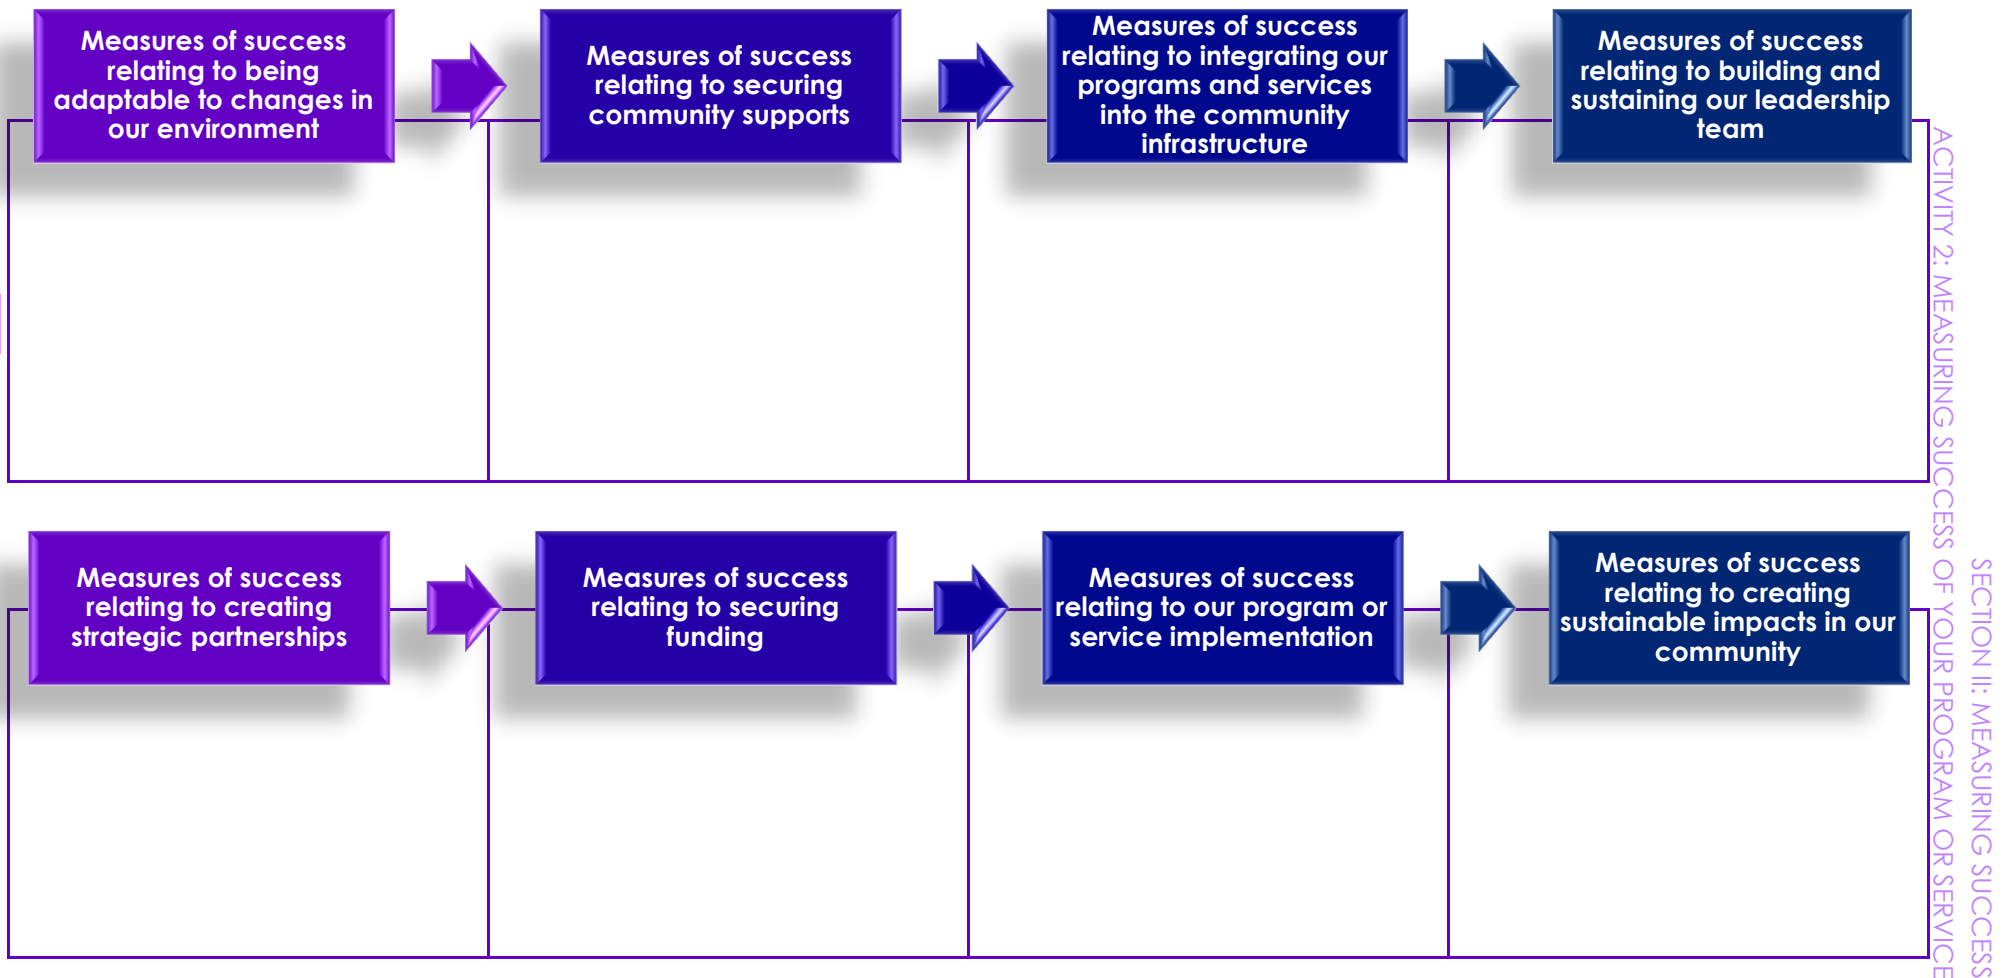 Measures of success
relating to being
adaptable to changes in
our environment
Measures of success
relating to securing
community supports
Measures of success
relating to integrating our
programs and services
into the community
infrastructure
Measures of success
relating to building and
sustaining our leadership
team
Measures of success
relating to creating
strategic partnerships
Measures of success
relating to securing
funding
Measures of success
relating to our program or
service implementation
Measures of success
relating to creating
sustainable impacts in our
community
SECTION II: MEASURING SUCCESS
ACTIVITY 2: MEASURING SUCCESS OF YOUR PROGRAM OR SERVICE